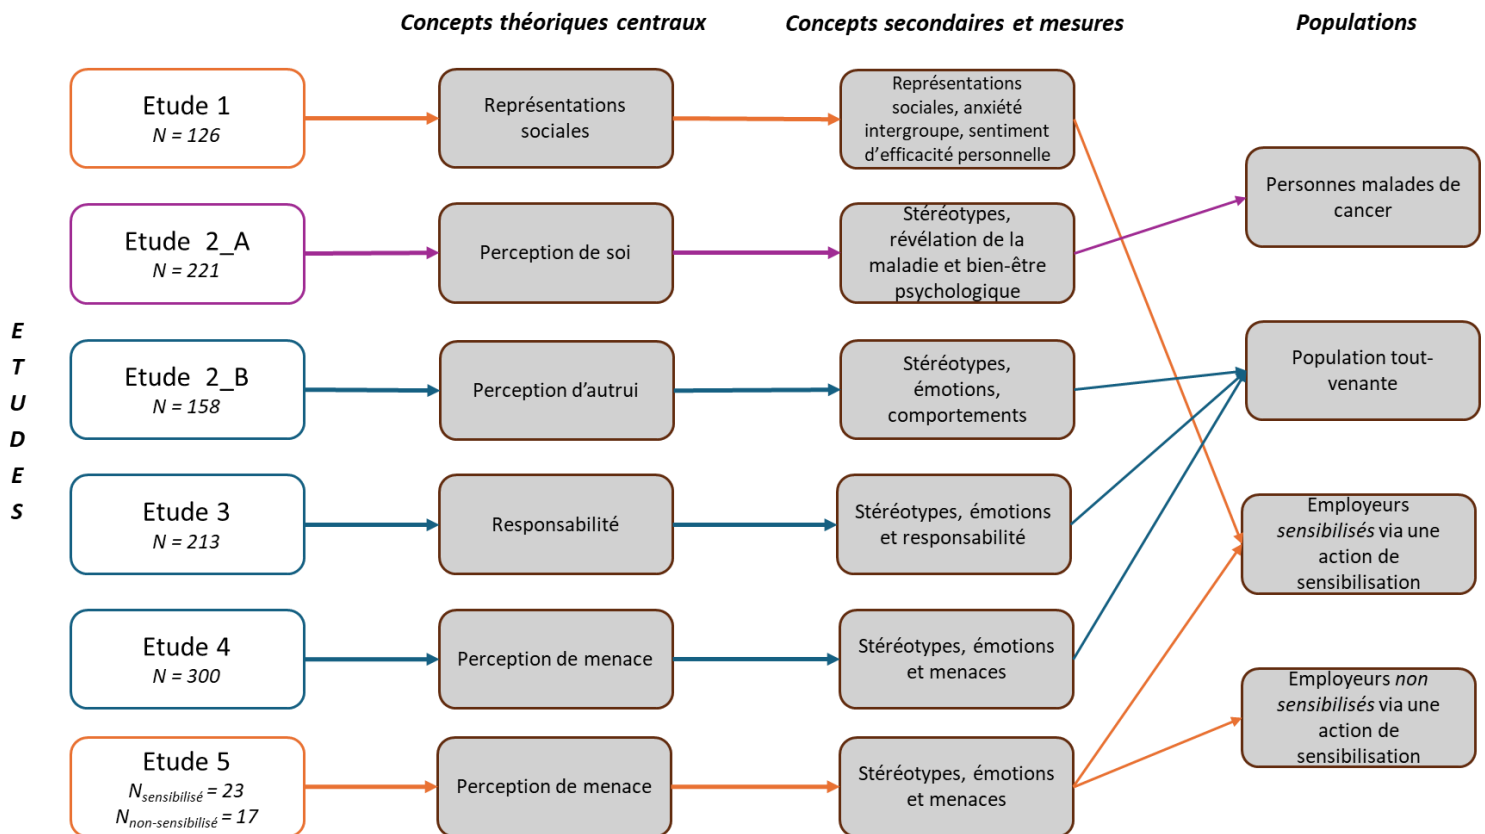 Concepts théoriques centraux
Concepts secondaires et mesures
Populations
ETUDES
Etude 1
N = 126
Représentations
sociales
Représentations
sociales, anxiété
intergroupe, sentiment
d’efficacité personnelle
Etude 2_A
N = 221
Perception de soi
Stéréotypes,
révélation de la
maladie et bien-être
psychologique
Etude 2_B
N = 158
Perception d’autrui
Stéréotypes,
émotions,
comportements
Etude 3
N = 213
Responsabilité
Stéréotypes, émotions
et responsabilité
Etude 4
N = 300
Perception de menace
Stéréotypes, émotions
et menaces
Etude 5
Nsensibilisé = 23
Nnon-sensibilisé = 17
Perception de menace
Stéréotypes, émotions
et menaces
Personnes malades de
cancer
Population tout-
venante
Employeurs
sensibilisés via une
action de
sensibilisation
Employeurs non
sensibilisés via une
action de
sensibilisation